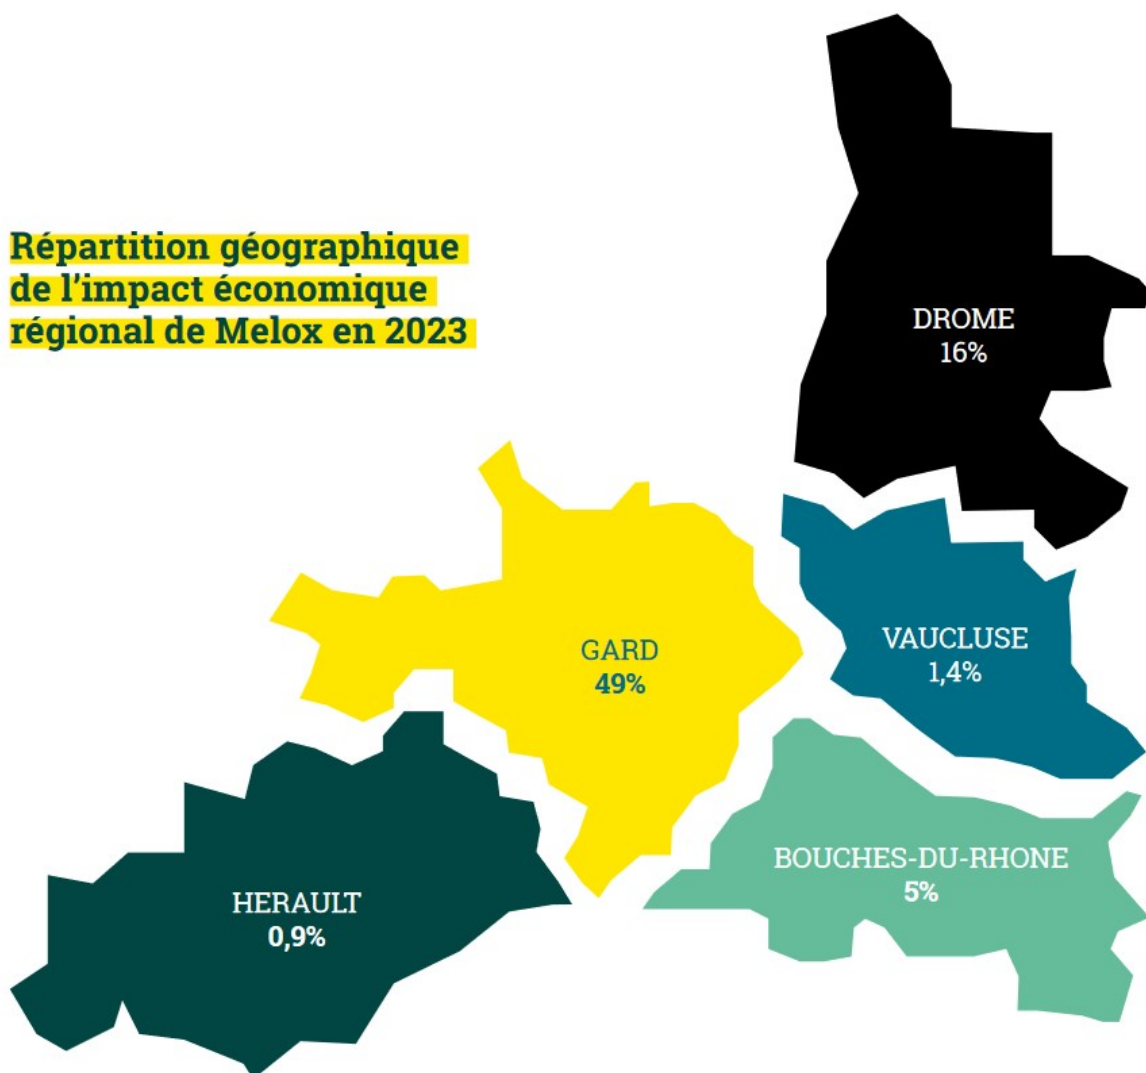 Répartition géographique
de l'impact économique
régional de Melox en 2023
DROME
16%
GARD
49%
VAUCLUSE
1,4%
BOUCHES-DU-RHONE
5%
HERAULT
0,9%